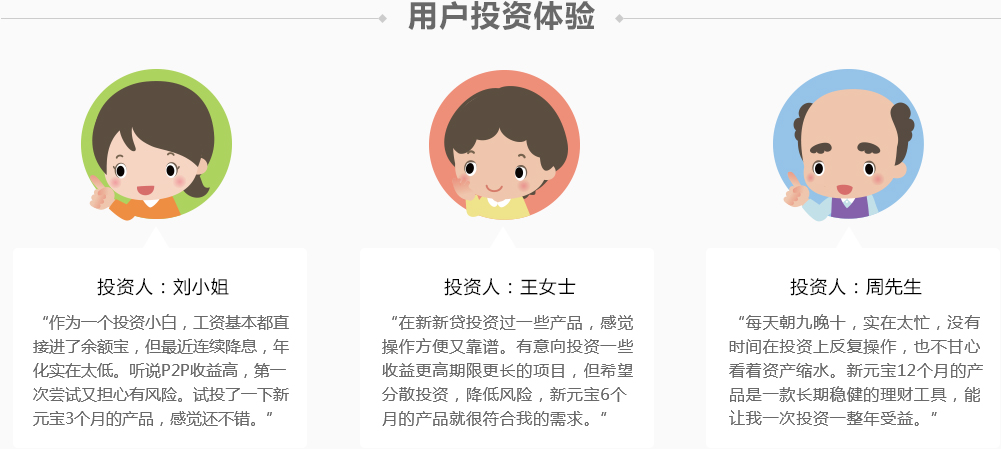 用户投资体验
投资人：刘小姐
“作为一个投资小白，工资基本都直
接进了余额宝，但最近连续降息，年
化实在太低。听说P2P收益高，第一
次尝试又担心有风险。试投了一下新
元宝3个月的产品，感觉还不错。”
投资人：王女士
“在新新贷投资过一些产品，感觉
操作方便又靠谱。有意向投资一些
收益更高期限更长的项目，但希望
分散投资，降低风险，新元宝6个
月的产品就很符合我的需求。”
投资人：周先生
“每天朝九晚十，实在太忙，没有
时间在投资上反复操作，也不甘心
看着资产缩水。新元宝12个月的产
品是一款长期稳健的理财工具，能
让我一次投资一整年受益。”